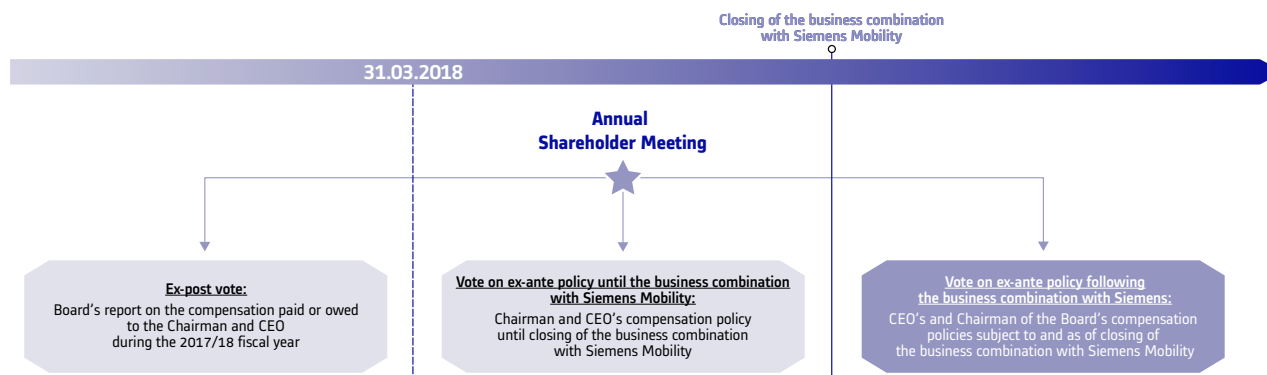 Closing of the business combination
with Siemens Mobility
31.03.2018
Annual
Shareholder Meeting
Ex-post vote:
Board’s report on the compensation paid or owed
to the Chairman and CEO
during the 2017/18 fiscal year
Vote on ex-ante policy until the business combination
with Siemens Mobility:
Chairman and CEO’s compensation policy
until closing of the business combination
with Siemens Mobility
Vote on ex-ante policy following
the business combination with Siemens:
CEO’s and Chairman of the Board’s compensation
policies subject to and as of closing of
the business combination with Siemens Mobility